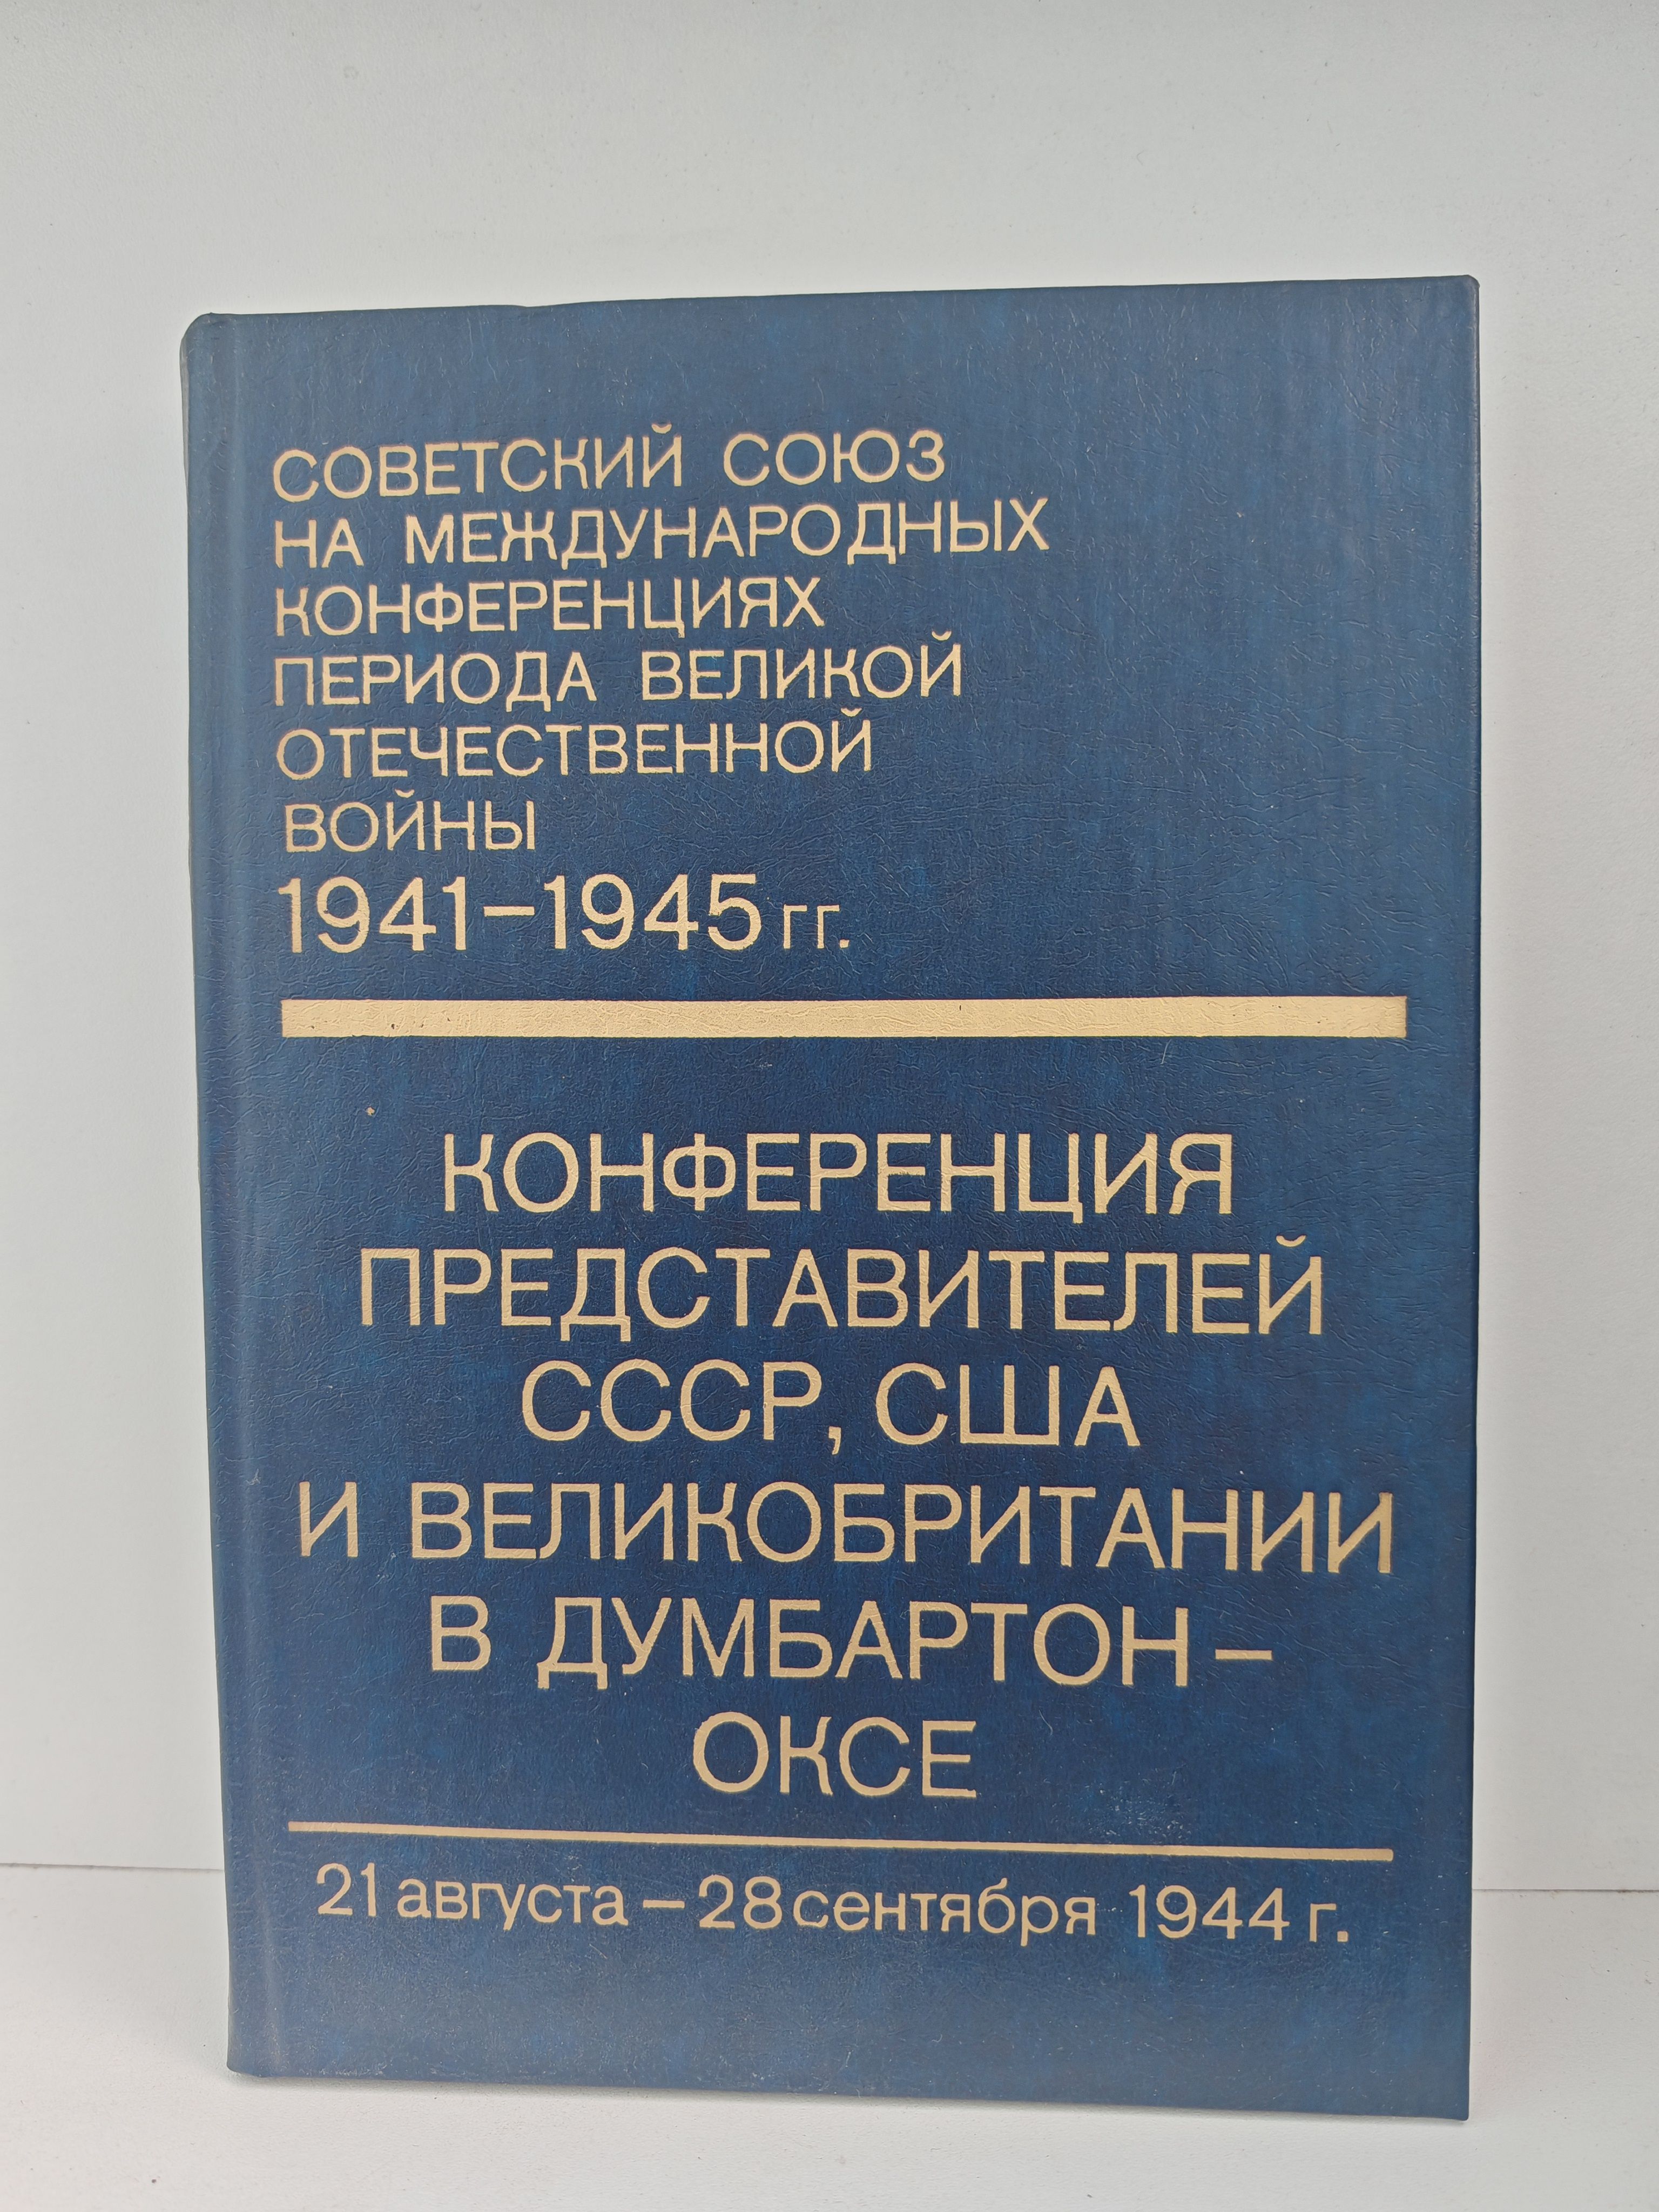 СОВЕТСКИЙ СОЮЗ
НА МЕЖДУНАРОДНЫХ
КОНФЕРЕНЦИЯХ
ПЕРИОДА ВЕЛИКОЙ
ОТЕЧЕСТВЕННОЙ
ВОЙНЫ
1941–1945 гг.
КОНФЕРЕНЦИЯ
ПРЕДСТАВИТЕЛЕЙ
СССР, США
И ВЕЛИКОБРИТАНИИ
В ДУМБАРТОН–
ОКСЕ
21 августа – 28 сентября 1944 г.